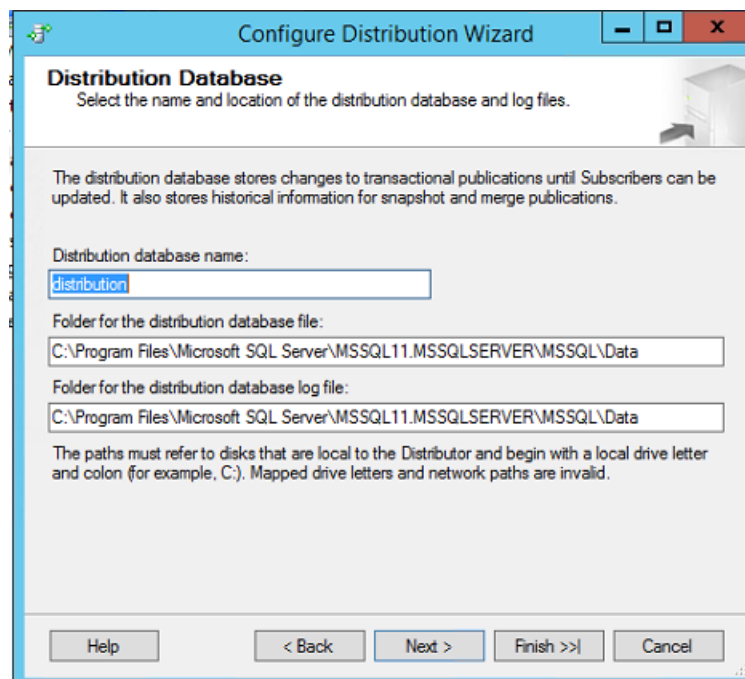 Configure Distribution Wizard
Distribution Database
Select the name and location of the distribution database and log files.
The distribution database stores changes to transactional publications until Subscribers can be
updated. It also stores historical information for snapshot and merge publications.
Distribution database name:
distribution
Folder for the distribution database file:
C:\Program Files\Microsoft SQL Server\MSSQL11.MSSQLSERVER\MSSQL\Data
Folder for the distribution database log file:
C:\Program Files\Microsoft SQL Server\MSSQL11.MSSQLSERVER\MSSQL\Data
The paths must refer to disks that are local to the Distributor and begin with a local drive letter
and colon (for example, C:). Mapped drive letters and network paths are invalid.
Help < Back Next > Finish >>| Cancel